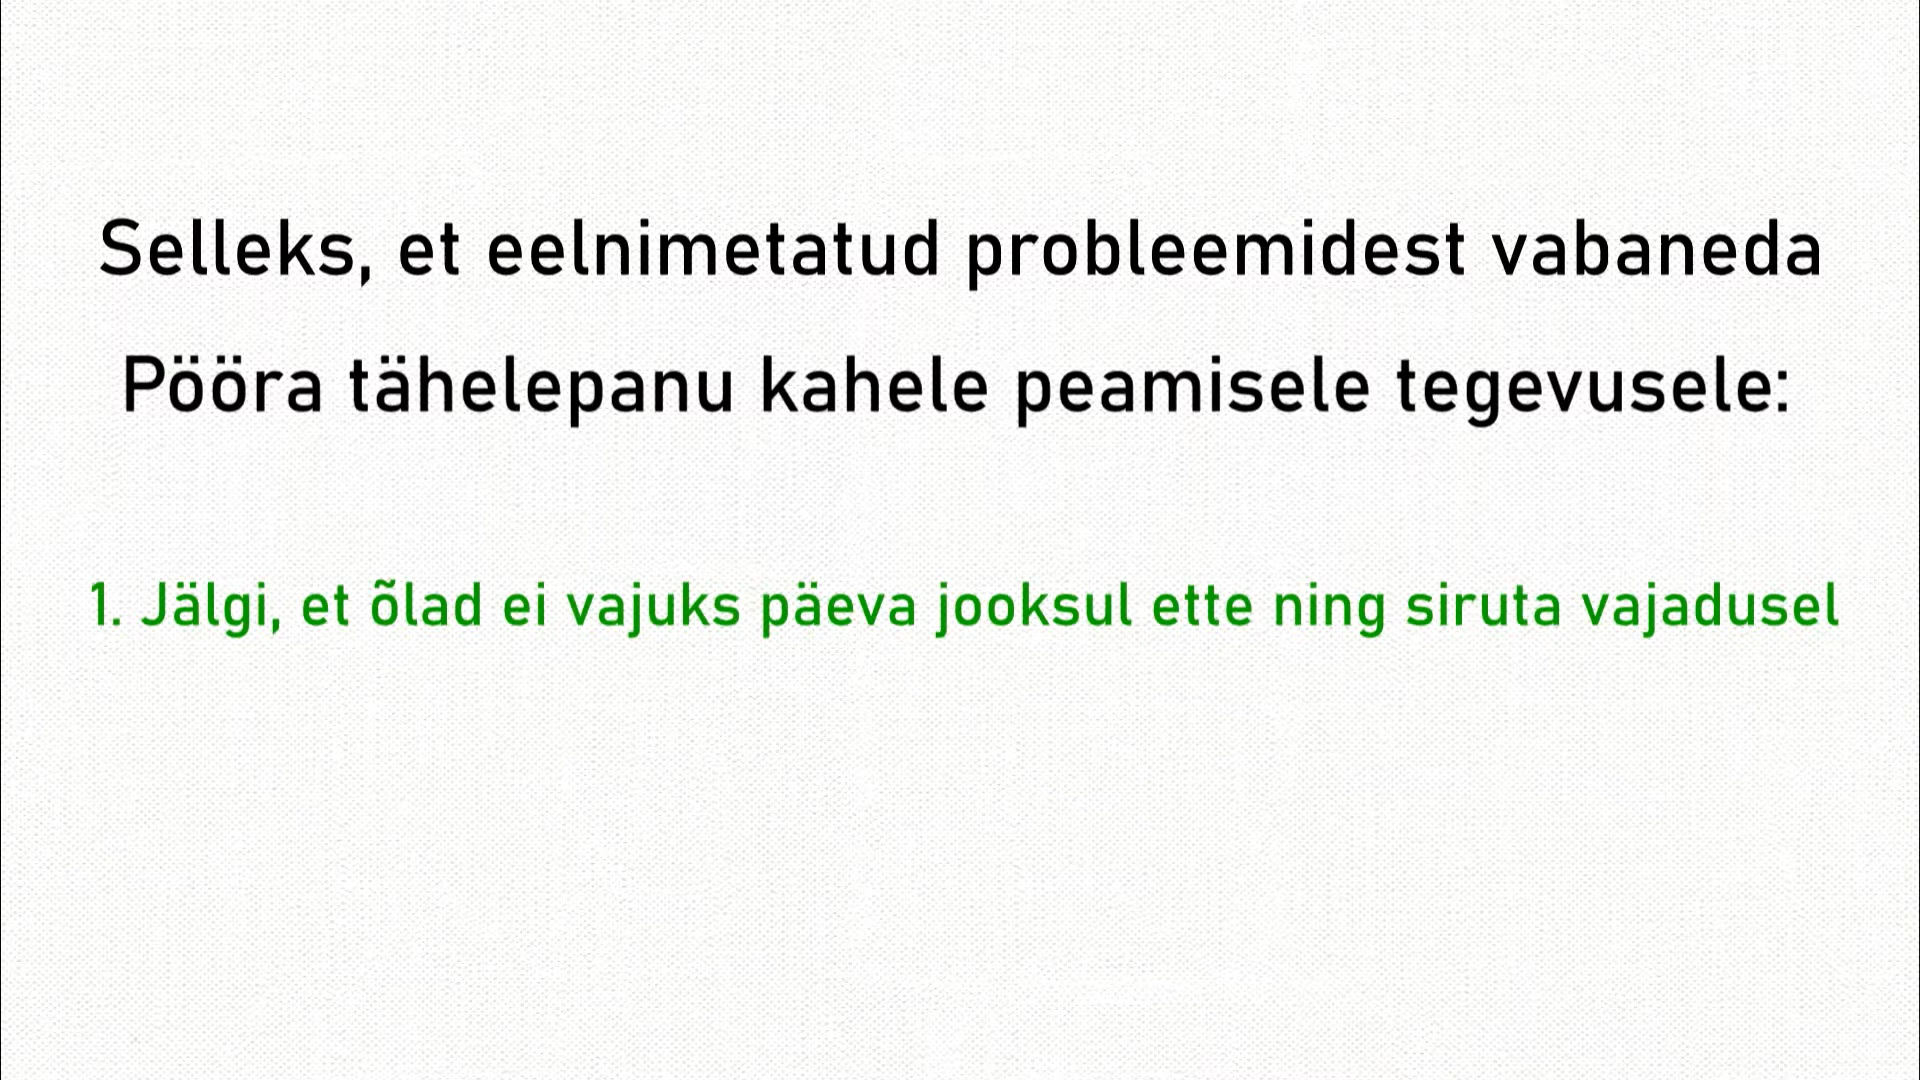 Selleks, et eelnimetatud probleemidest vabaneda
Pööra tähelepanu kahele peamisele tegevusele:
1. Jälgi, et õlad ei vajuks päeva jooksul ette ning siruta vajadusel